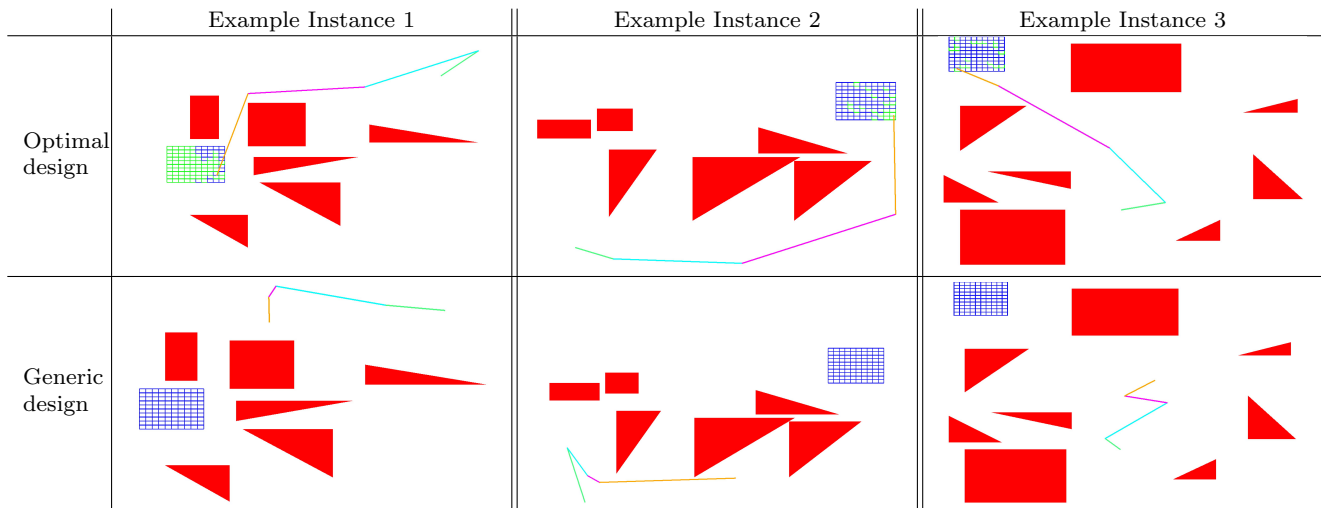 Example Instance 1
Example Instance 2
Example Instance 3
Optimal
design
Generic
design